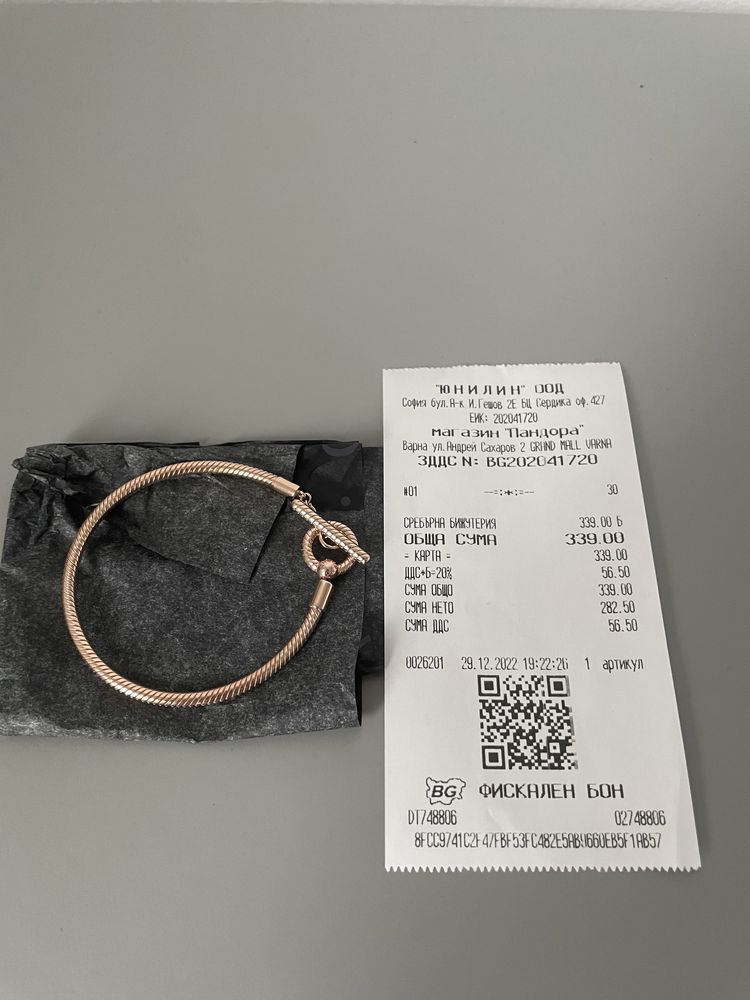 "ЮНИЛИН" ООД
София бул.А-к И.Гешов 2Е БЦ Сердика оф.427
ЕИК: 202041720
магазин "Пандора"
Варна ул.Андрей Сахаров 2 GRAND MALL VARNA
ЗДДС N: BG202041720
#01 --=:*:=-- 30
СРЕБЪРНА БИЖУТЕРИЯ 339.00 Б
ОБЩА СУМА 339.00
= КАРТА = 339.00
ДДС*Б=20% 56.50
СУМА ОБЩО 339.00
СУМА НЕТО 282.50
СУМА ДДС 56.50
0026201 29.12.2022 19:22:26 1 артикул
BG ФИСКАЛЕН БОН
DT748806 02748806